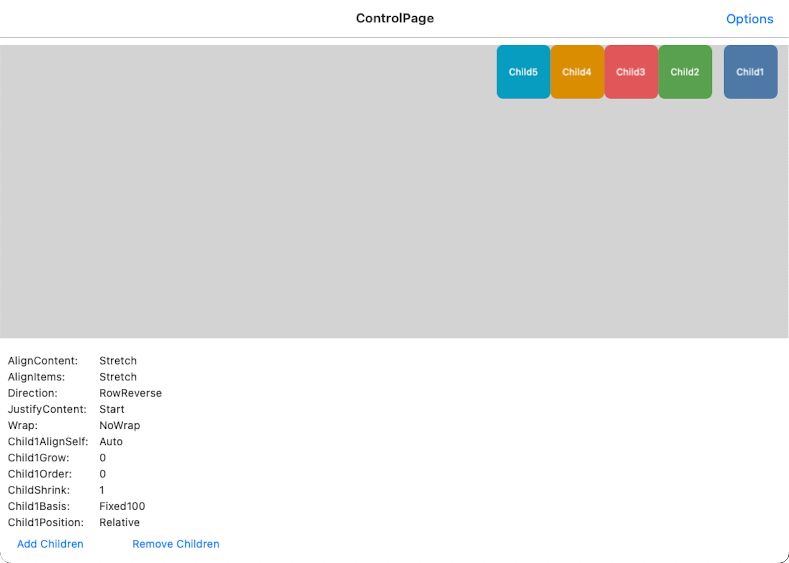 ControlPage Options
Child5 Child4 Child3 Child2 Child1
AlignContent: Stretch
AlignItems: Stretch
Direction: RowReverse
JustifyContent: Start
Wrap: NoWrap
Child1AlignSelf: Auto
Child1Grow: 0
Child1Order: 0
ChildShrink: 1
Child1Basis: Fixed100
Child1Position: Relative
Add Children Remove Children